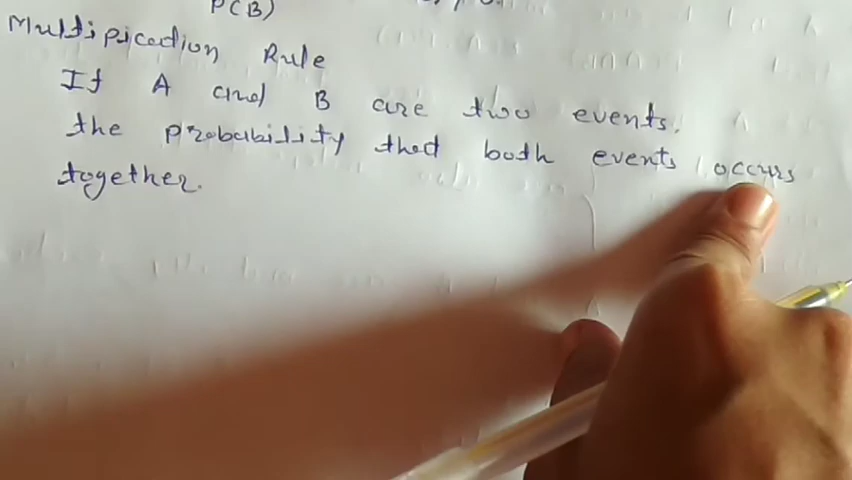 P(B)
Multipication Rule
If A and B are two events.
the probability that both events occurs
together.